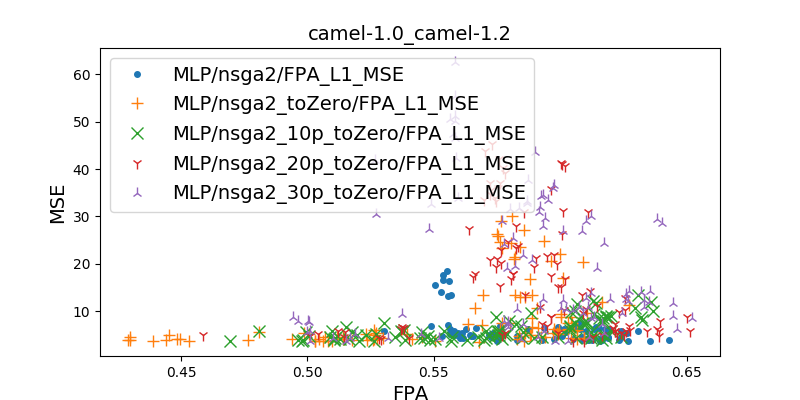 camel-1.0_camel-1.2
MLP/nsga2/FPA_L1_MSE
MLP/nsga2_toZero/FPA_L1_MSE
MLP/nsga2_10p_toZero/FPA_L1_MSE
MLP/nsga2_20p_toZero/FPA_L1_MSE
MLP/nsga2_30p_toZero/FPA_L1_MSE
MSE
60
50
40
30
20
10
0.45 0.50 0.55 0.60 0.65
FPA